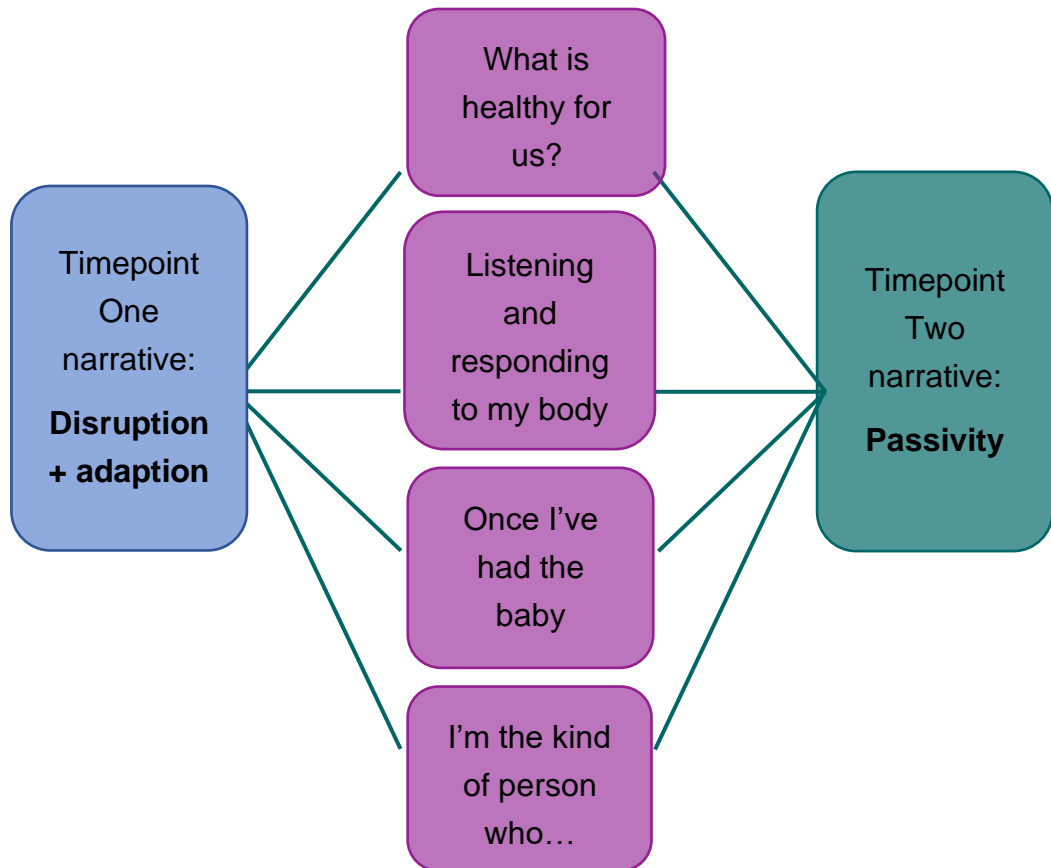 Timepoint
One
narrative:
Disruption
+ adaption
What is
healthy for
us?
Listening
and
responding
to my body
Once I’ve
had the
baby
I’m the kind
of person
who…
Timepoint
Two
narrative:
Passivity